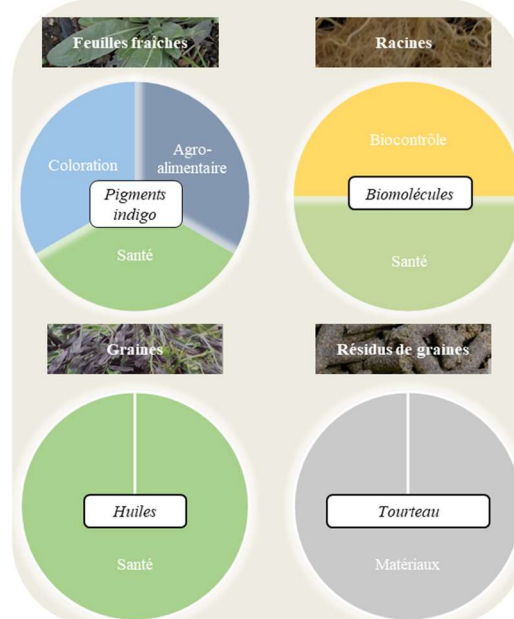 Feuilles fraîches
Racines
Coloration
Agro-
alimentaire
Pigments
indigo
Santé
Biocontrôle
Biomolécules
Santé
Graines
Résidus de graines
Huiles
Santé
Tourteau
Matériaux